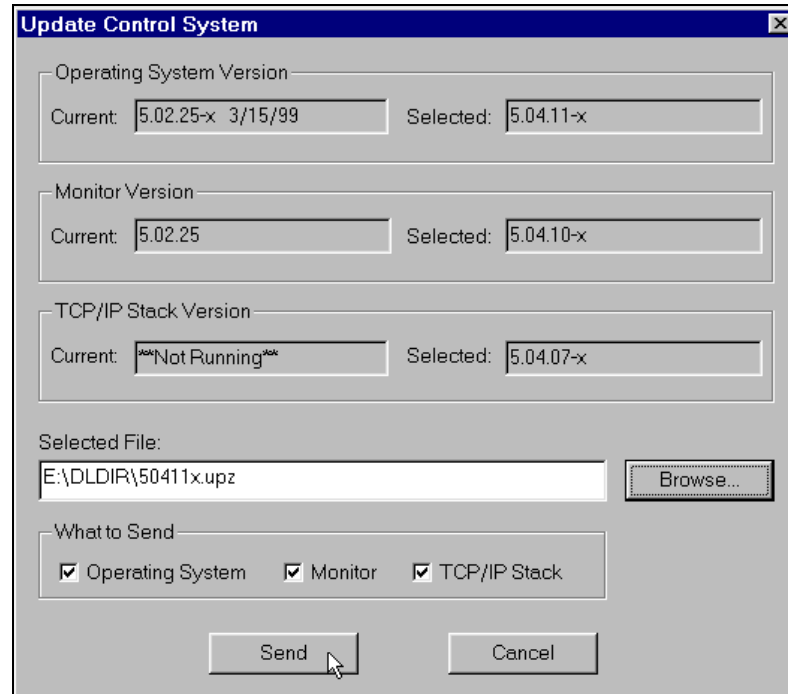 Update Control System
Operating System Version
Current: 5.02.25-x 3/15/99 Selected: 5.04.11-x
Monitor Version
Current: 5.02.25 Selected: 5.04.10-x
TCP/IP Stack Version
Current: **Not Running** Selected: 5.04.07-x
Selected File:
E:\DLDIR\50411x.upz Browse...
What to Send
Operating System Monitor TCP/IP Stack
Send Cancel